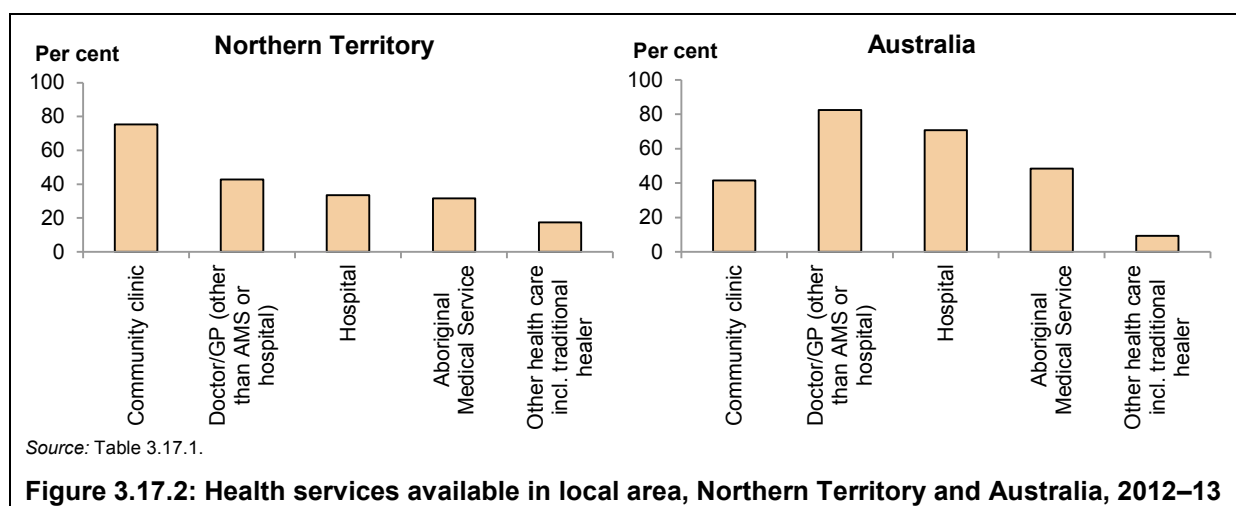 Northern Territory
Per cent
100
80
60
40
20
0
Community clinic
Doctor/GP (other
than AMS or
hospital)
Hospital
Aboriginal
Medical Service
Other health care
incl. traditional
healer
Australia
Per cent
100
80
60
40
20
0
Community clinic
Doctor/GP (other
than AMS or
hospital)
Hospital
Aboriginal
Medical Service
Other health care
incl. traditional
healer
Source: Table 3.17.1.
Figure 3.17.2: Health services available in local area, Northern Territory and Australia, 2012–13